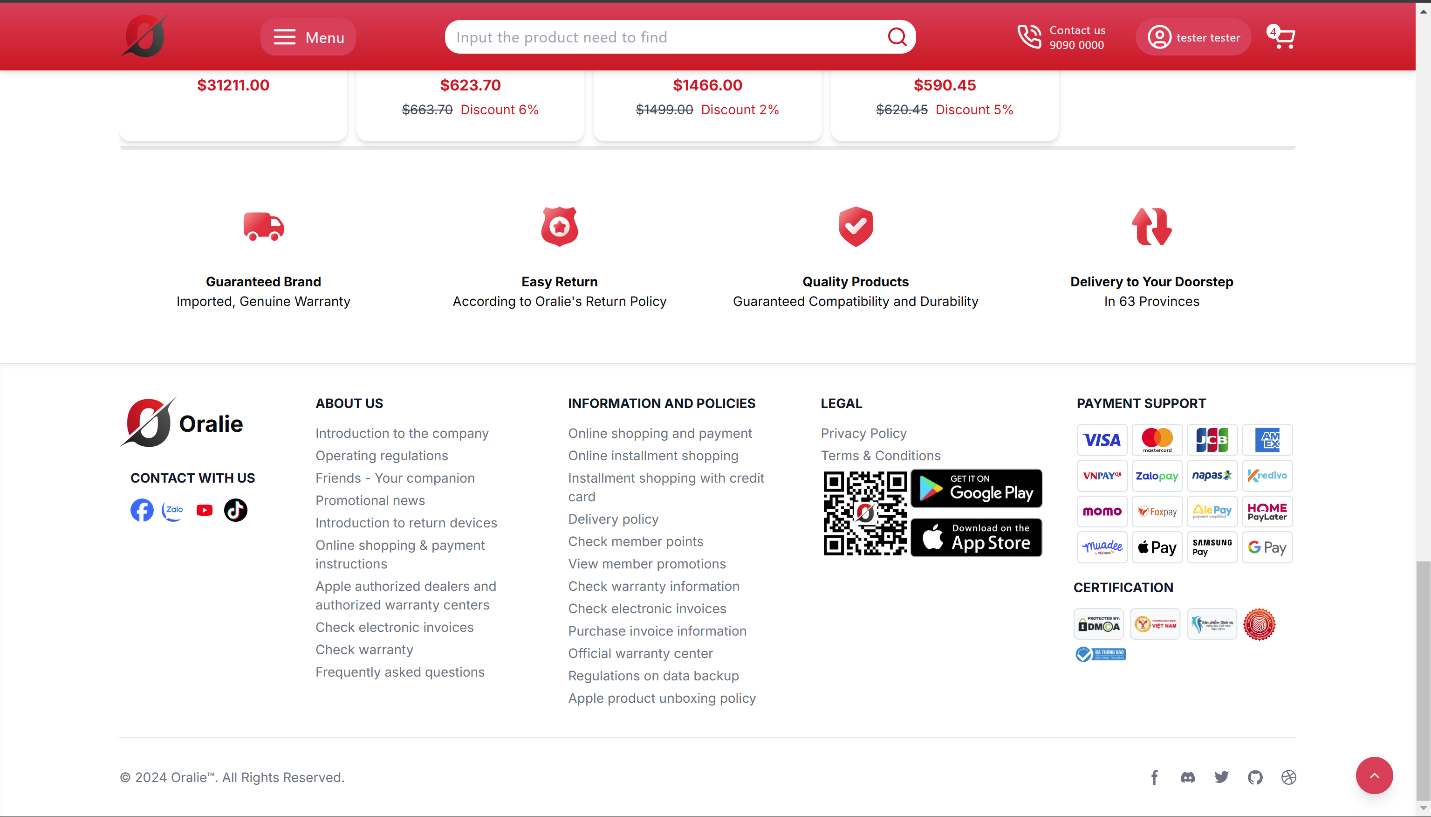 Menu
Input the product need to find
Contact us
9090 0000
tester tester
4
$31211.00
$623.70
$1466.00
$590.45
$663.70 Discount 6%
$1499.00 Discount 2%
$620.45 Discount 5%
Guaranteed Brand
Imported, Genuine Warranty
Easy Return
According to Oralie's Return Policy
Quality Products
Guaranteed Compatibility and Durability
Delivery to Your Doorstep
In 63 Provinces
Oralie
CONTACT WITH US
Zalo
ABOUT US
Introduction to the company
Operating regulations
Friends - Your companion
Promotional news
Introduction to return devices
Online shopping & payment
instructions
Apple authorized dealers and
authorized warranty centers
Check electronic invoices
Check warranty
Frequently asked questions
INFORMATION AND POLICIES
Online shopping and payment
Online installment shopping
Installment shopping with credit
card
Delivery policy
Check member points
View member promotions
Check warranty information
Check electronic invoices
Purchase invoice information
Official warranty center
Regulations on data backup
Apple product unboxing policy
LEGAL
Privacy Policy
Terms & Conditions
GET IT ON
Google Play
Download on the
App Store
PAYMENT SUPPORT
VISA
mastercard
JCB
AMEX
VNPAYQR
Zalopay
napas
Kredivo
momo
Foxpay
AlePay
HOME
PayLater
muadee
Pay
SAMSUNG
Pay
G Pay
CERTIFICATION
PROTECTED BY:
DMCA
VIỆT NAM
ĐÃ THÔNG BÁO
© 2024 Oralie™. All Rights Reserved.